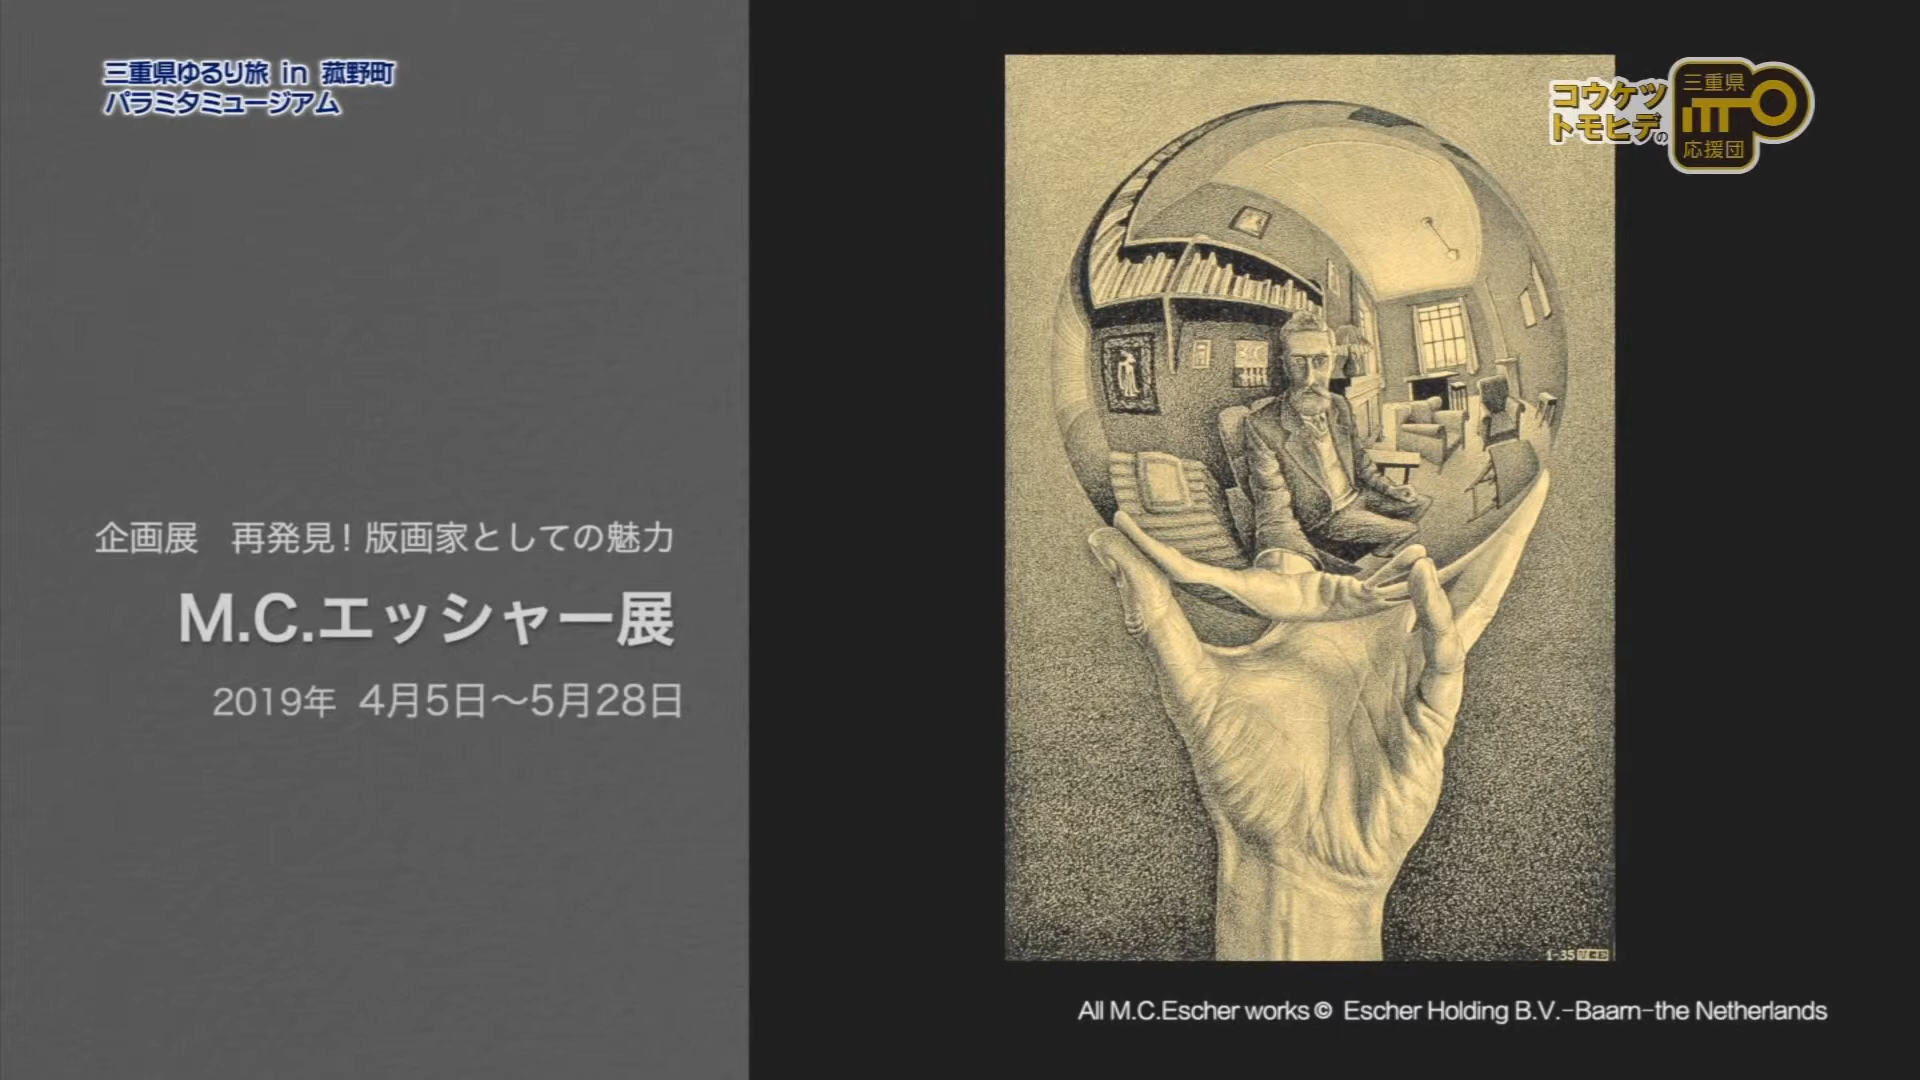 三重県ゆるり旅 in 菰野町
パラミタミュージアム
コウケツ
トモヒデの
三重県
応援団
企画展 再発見！版画家としての魅力
M.C.エッシャー展
2019年 4月5日～5月28日
1-35
All M.C.Escher works © Escher Holding B.V.-Baarn-the Netherlands